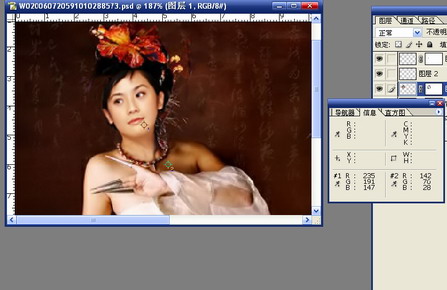 W020060720591010288573.psd @ 187% (图层 1, RGB/8#)
图层 通道 路径
正常 不透明
锁定:
图层 2
导航器 信息 直方图
R :
G :
B :
C :
M :
Y :
K :
X :
Y :
W :
H :
#1 R : 235
G : 191
B : 147
#2 R : 142
G : 70
B : 28